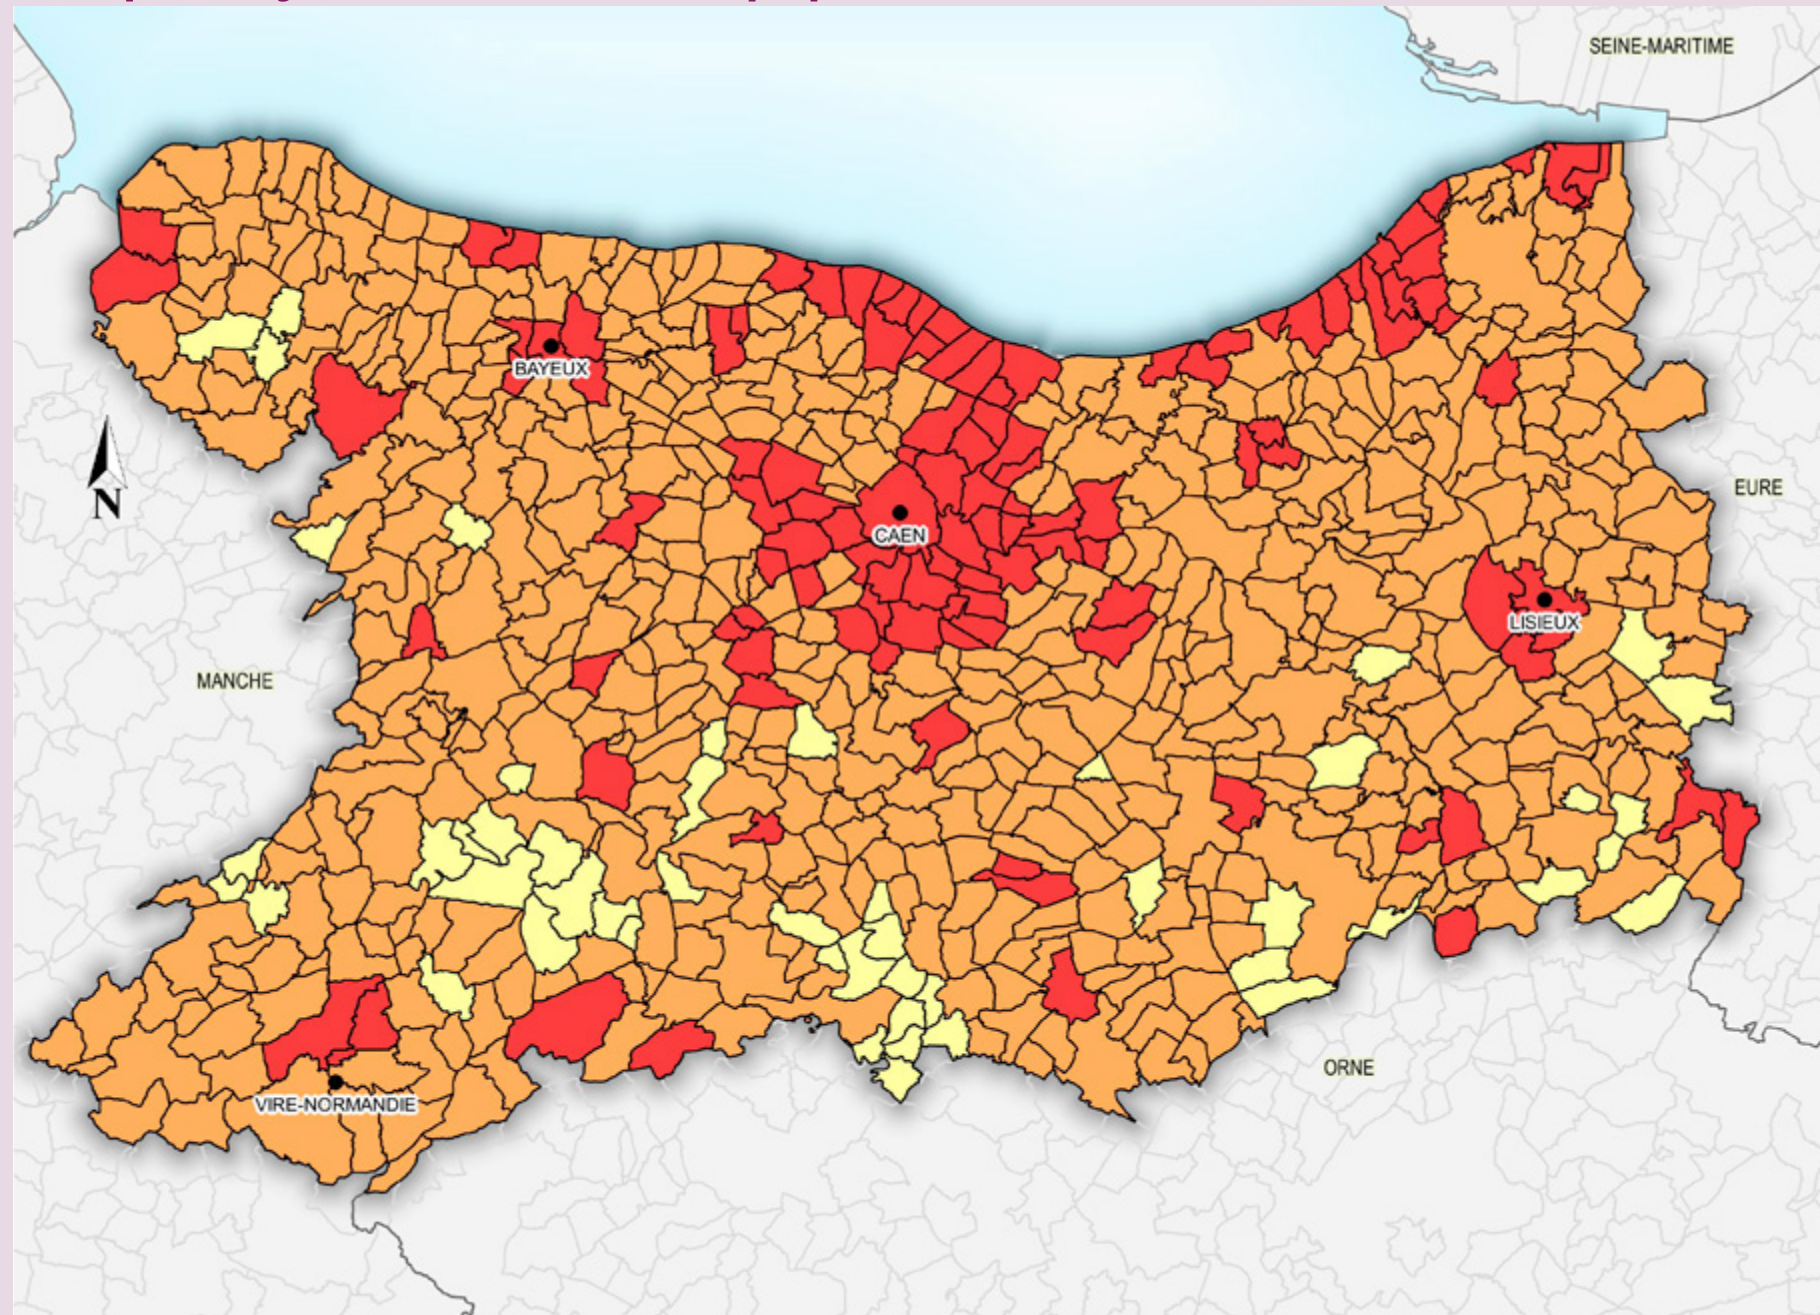 SEINE-MARITIME
BAYEUX
EURE
N
CAEN
LISIEUX
MANCHE
ORNE
VIRE-NORMANDIE